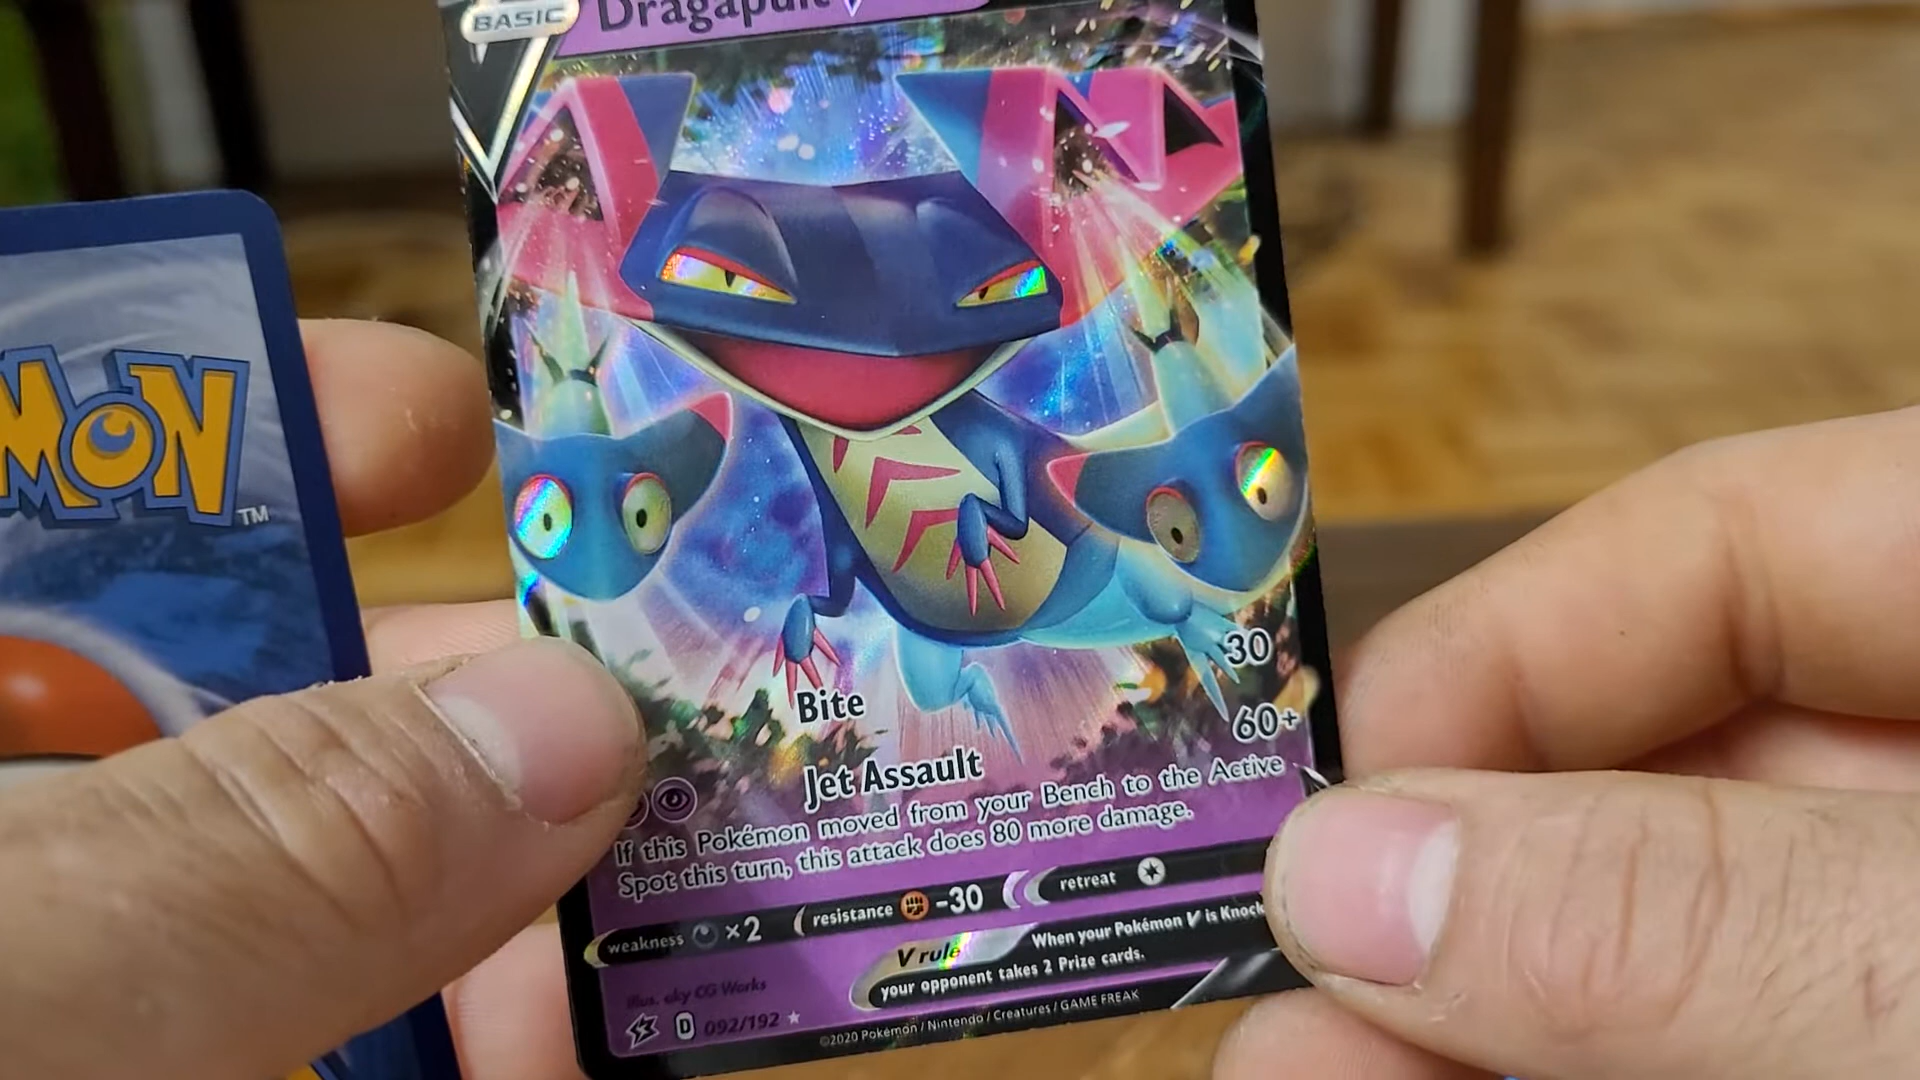 BASIC
Dragapult V
MON
TM
30
Bite
60+
Jet Assault
If this Pokémon moved from your Bench to the Active
Spot this turn, this attack does 80 more damage.
weakness ×2 resistance -30 retreat
V rule When your Pokémon V is Knock
your opponent takes 2 Prize cards.
Illus. aky CG Works
D 092/192
©2020 Pokémon / Nintendo / Creatures / GAME FREAK